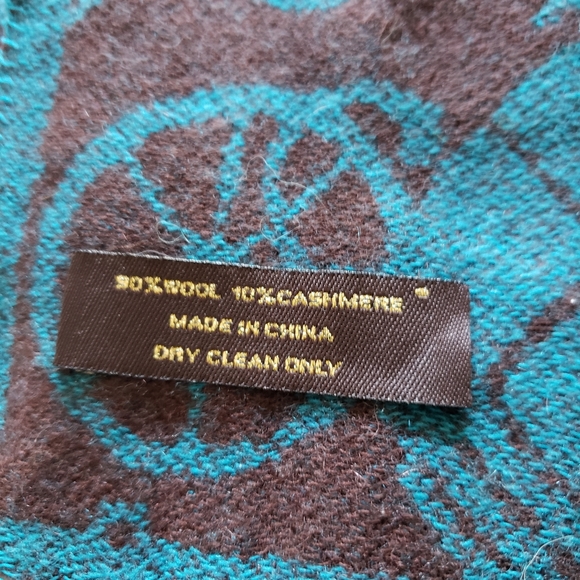 90%WOOL 10%CASHMERE
MADE IN CHINA
DRY CLEAN ONLY